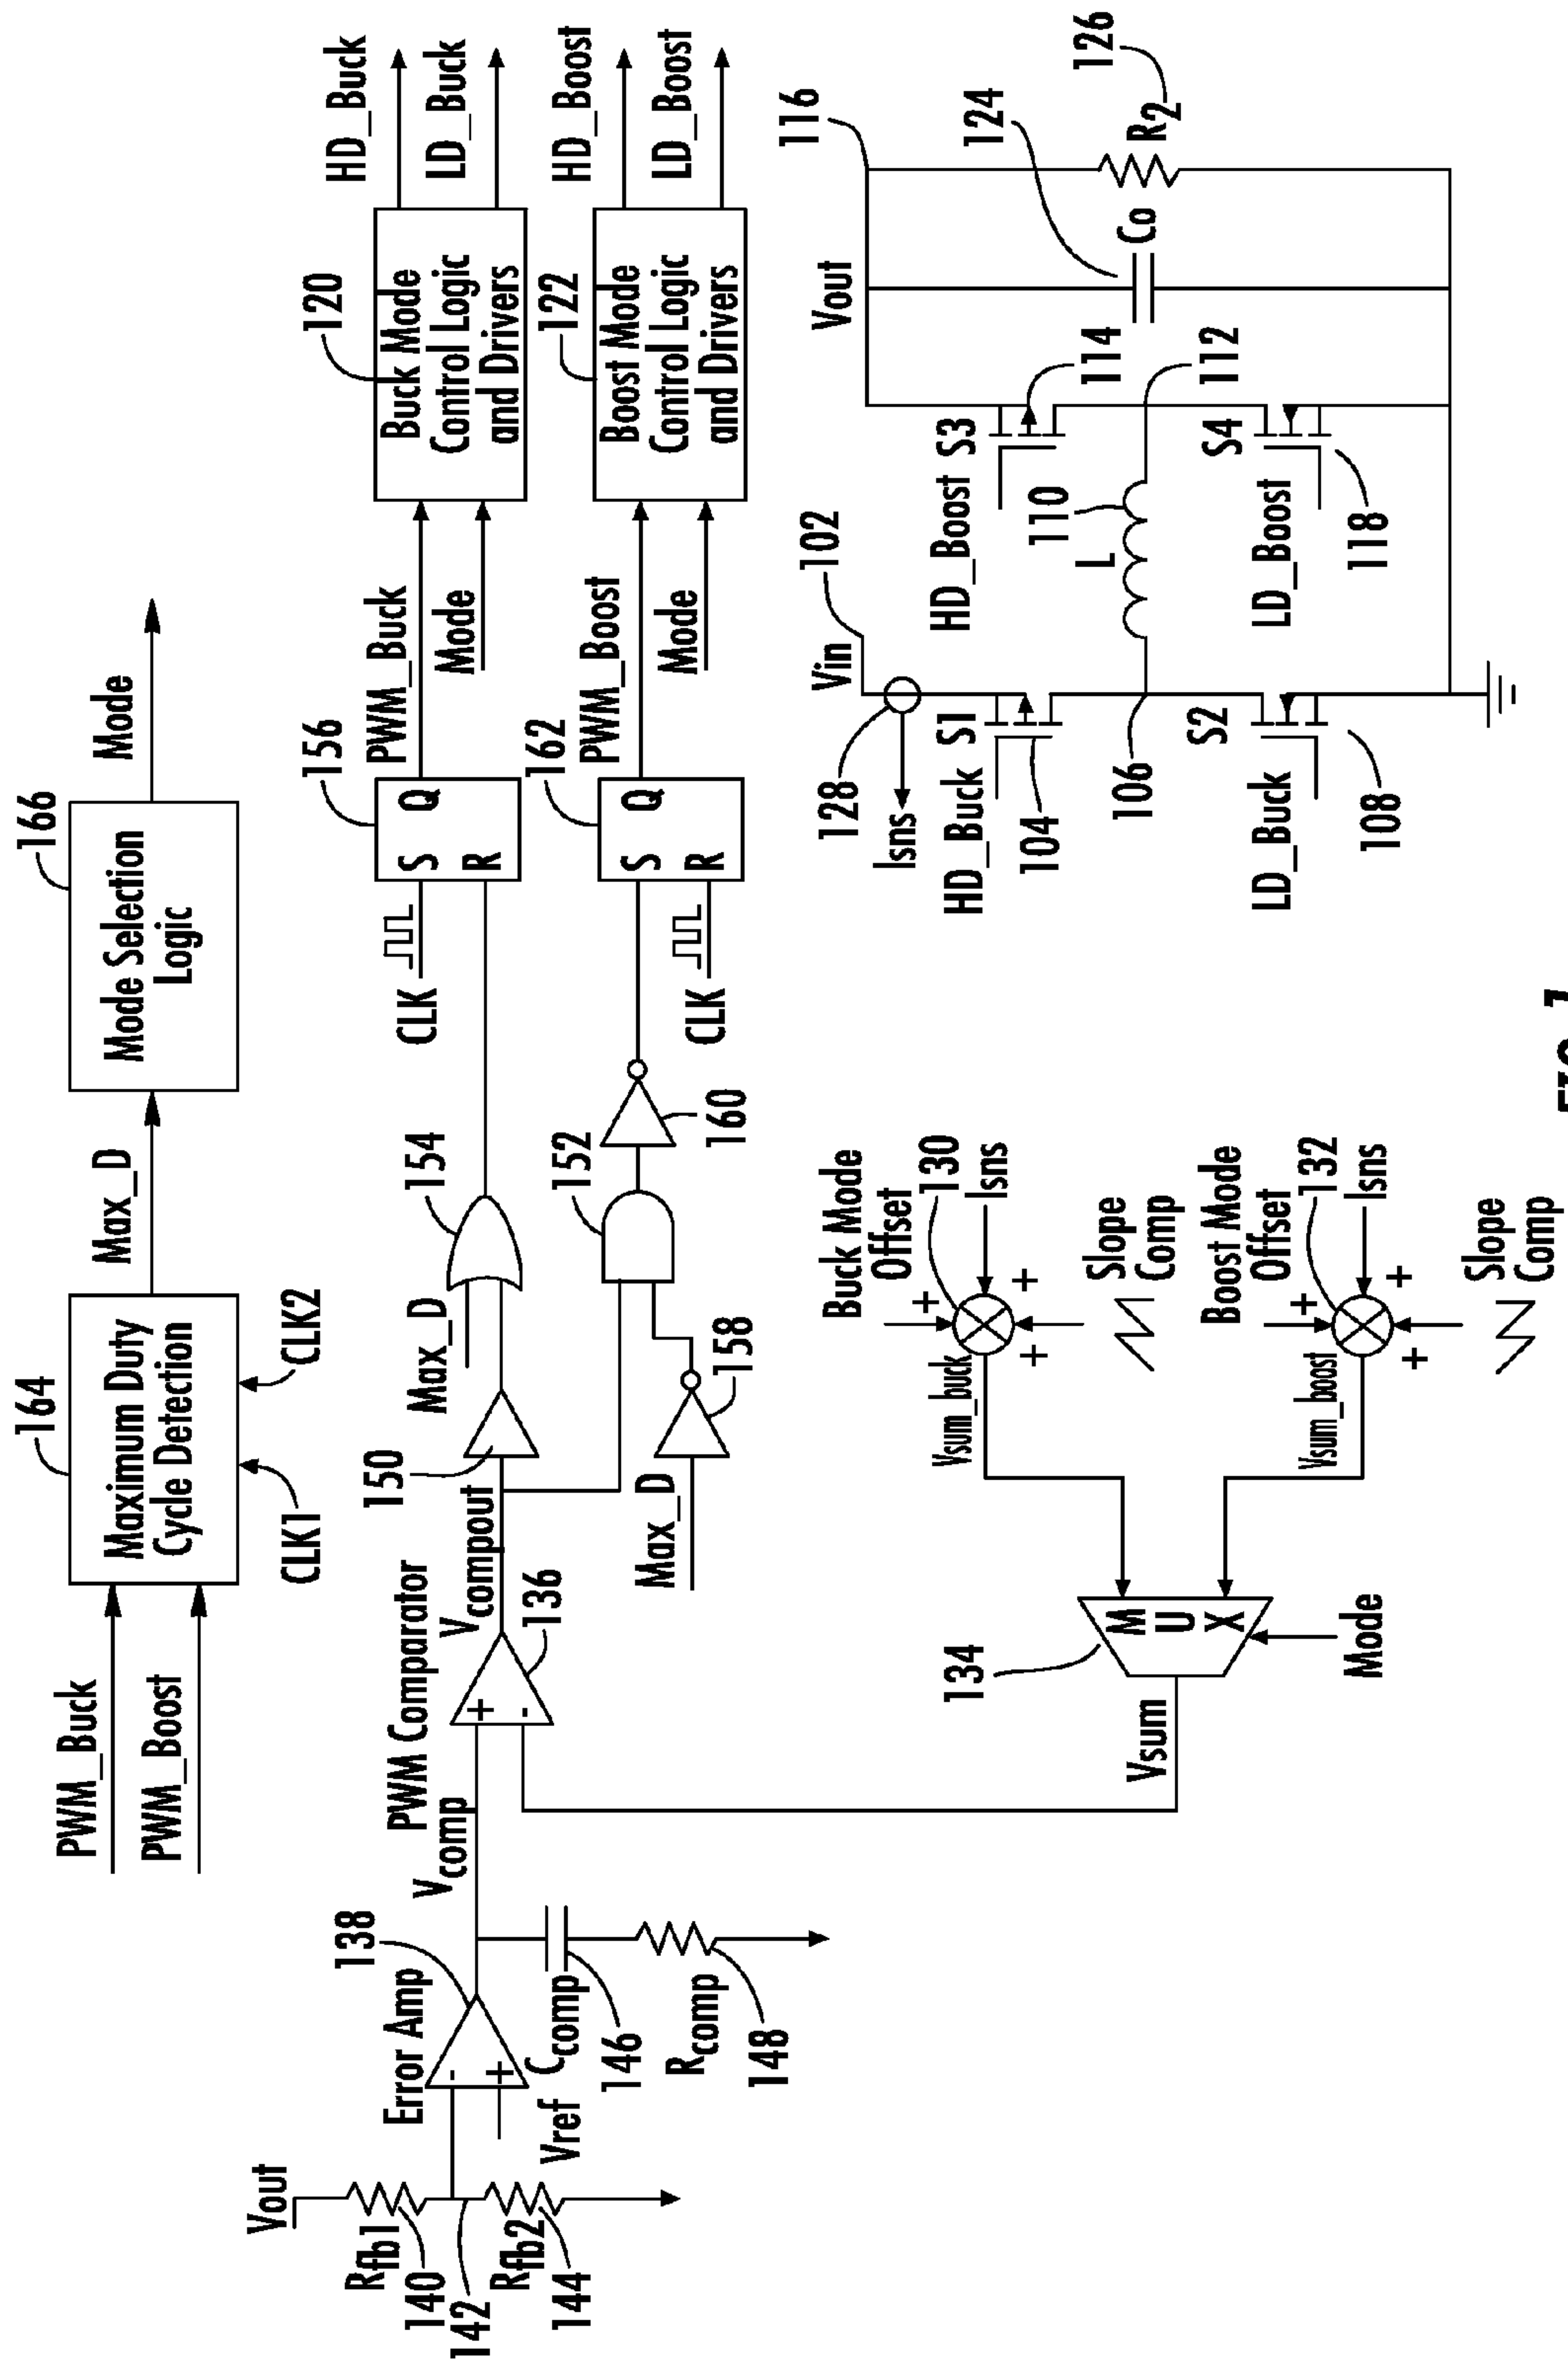 PWM_Buck
PWM_Boost
164
Maximum Duty
Cycle Detection
CLK1
CLK2
Max_D
166
Mode Selection
Logic
Mode
Vout
Rfb1
140
142
Rfb2
144
Error Amp
138
-
+
Vref
Ccomp
146
Rcomp
148
Vcomp
PWM Comparator
+
-
136
Vcompout
150
Max_D
154
Max_D
158
152
160
CLK
S
Q
R
156
CLK
S
Q
R
162
PWM_Buck
Mode
PWM_Boost
Mode
120
Buck Mode
Control Logic
and Drivers
122
Boost Mode
Control Logic
and Drivers
HD_Buck
LD_Buck
HD_Boost
LD_Boost
Vsum
134
MUX
Mode
Vsum_buck
Buck Mode
Offset
130
Isns
+
+
+
Slope
Comp
Vsum_boost
Boost Mode
Offset
132
Isns
+
+
+
Slope
Comp
128
Isns
Vin
102
HD_Buck
S1
104
106
S2
LD_Buck
108
L
110
HD_Boost
S3
114
112
S4
LD_Boost
118
Vout
116
124
Co
R2
126